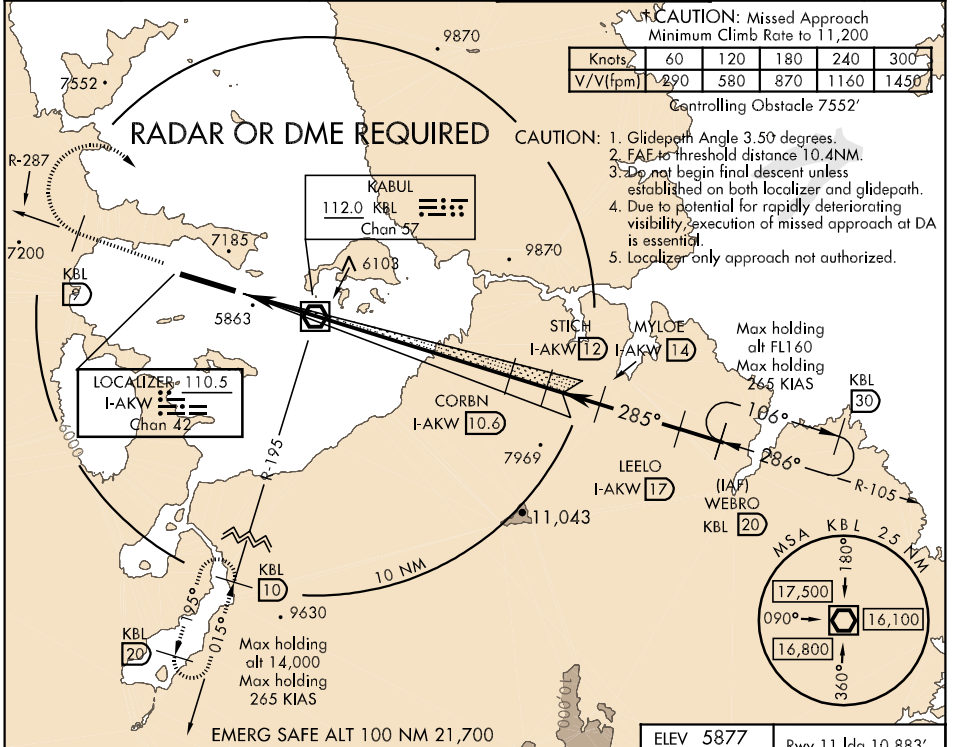 †CAUTION: Missed Approach
Minimum Climb Rate to 11,200
Knots 60 120 180 240 300
V/V(fpm) 290 580 870 1160 1450
Controlling Obstacle 7552'
9870
7552
RADAR OR DME REQUIRED
CAUTION: 1. Glidepath Angle 3.50 degrees.
2. FAF to threshold distance 10.4NM.
3. Do not begin final descent unless
established on both localizer and glidepath.
4. Due to potential for rapidly deteriorating
visibility, execution of missed approach at DA
is essential.
5. Localizer only approach not authorized.
R-287
KABUL
112.0 KBL
Chan 57
7200
7185
6103
9870
KBL
9
5863
STICH
I-AKW 12
MYLOE
I-AKW 14
Max holding
alt FL160
Max holding
265 KIAS
KBL
30
LOCALIZER 110.5
I-AKW
Chan 42
CORBN
I-AKW 10.6
285°
106°
286°
R-105
6000
R-195
7969
LEELO
I-AKW 17
(IAF)
WEBRO
KBL 20
11,043
10 NM
MSA KBL 25 NM
180°
17,500
090°
16,100
16,800
360°
KBL
10
195°
015°
9630
KBL
20
Max holding
alt 14,000
Max holding
265 KIAS
10,000
EMERG SAFE ALT 100 NM 21,700
ELEV 5877
Rwy 11 ldg 10,883'